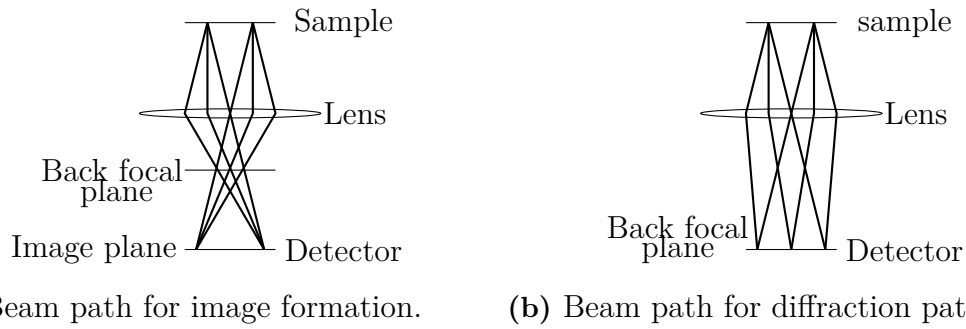 Sample
Lens
Back focal
plane
Image plane
Detector
Beam path for image formation.
sample
Lens
Back focal
plane
Detector
(b) Beam path for diffraction pat